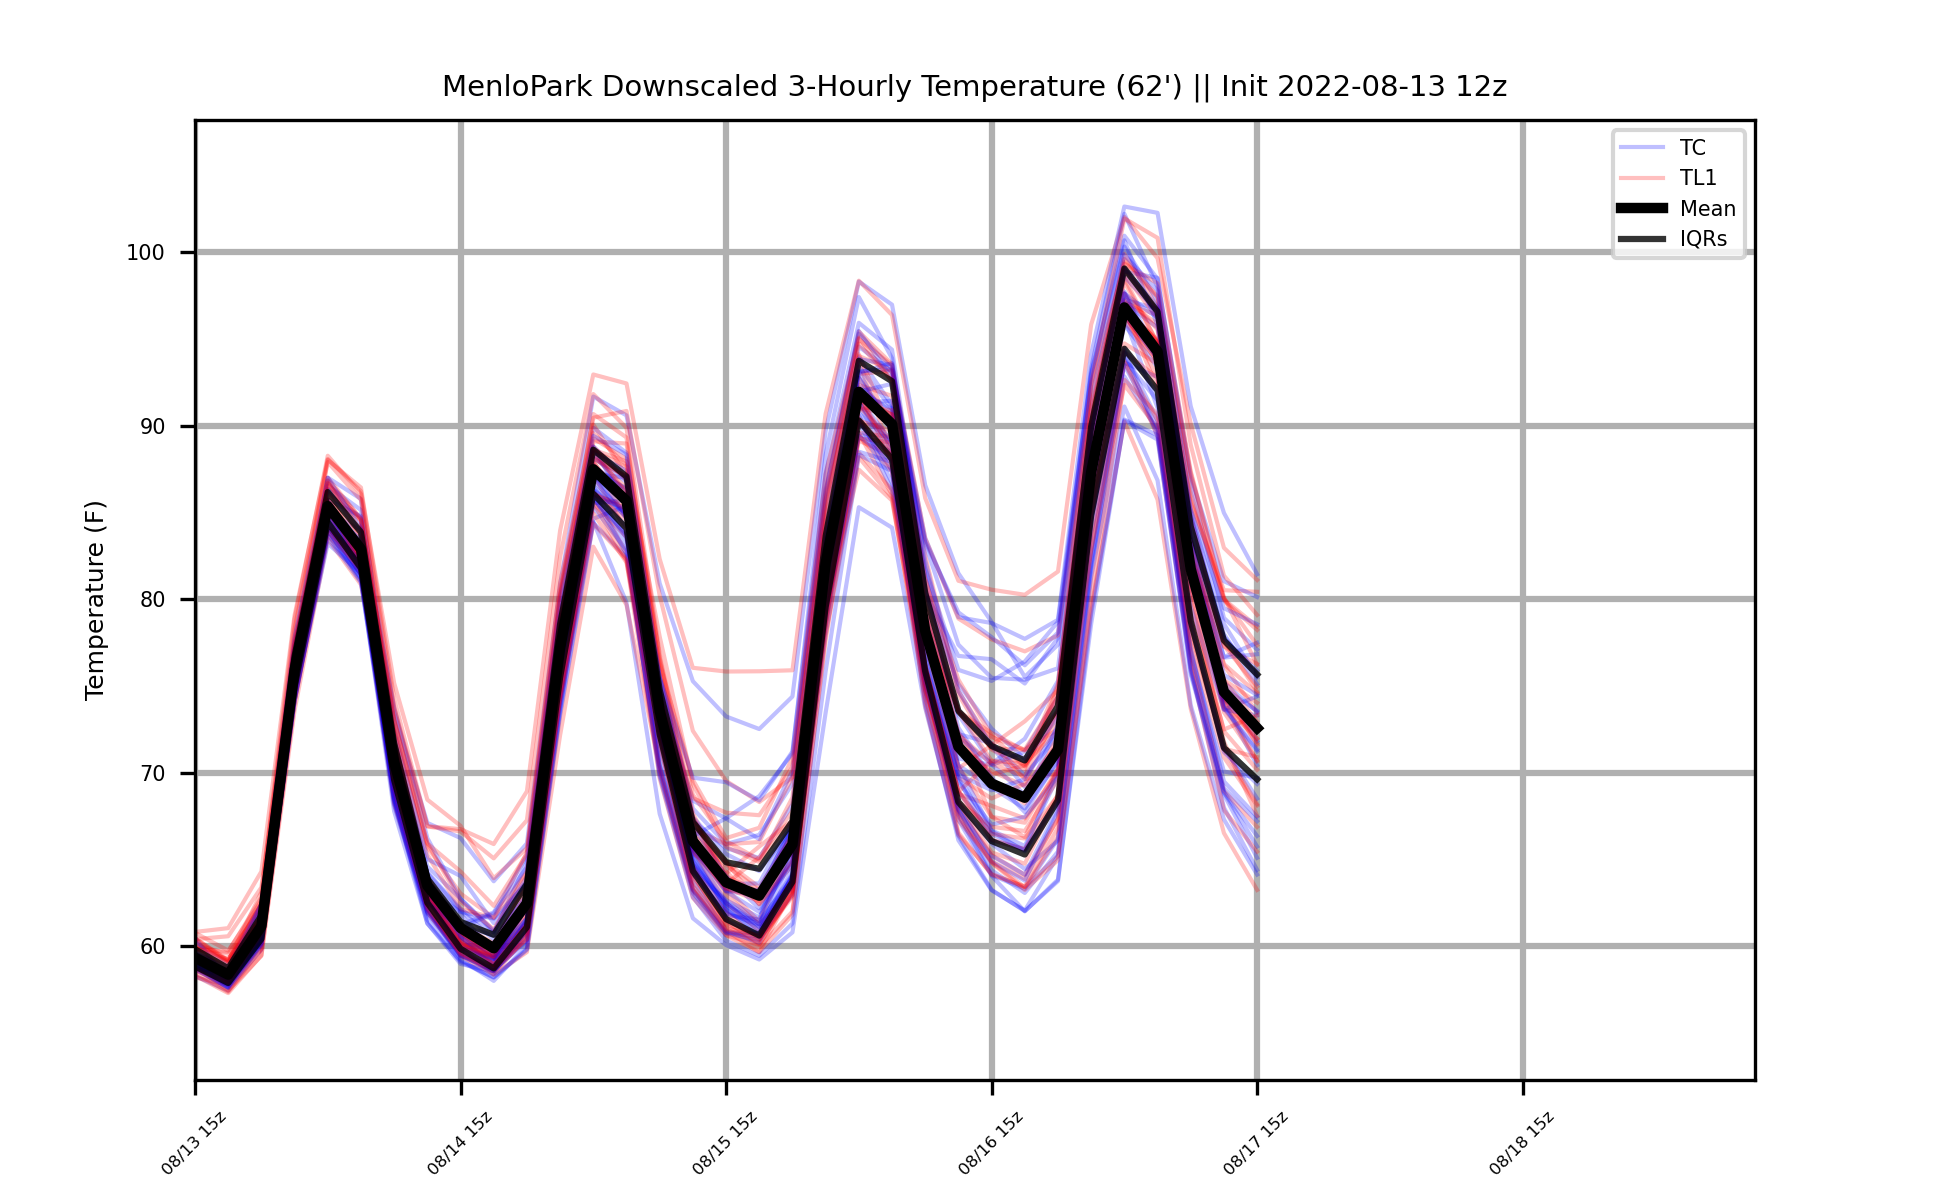 MenloPark Downscaled 3-Hourly Temperature (62') || Init 2022-08-13 12z
TC
TL1
Mean
IQRs
Temperature (F)
100
90
80
70
60
08/13 15z
08/14 15z
08/15 15z
08/16 15z
08/17 15z
08/18 15z